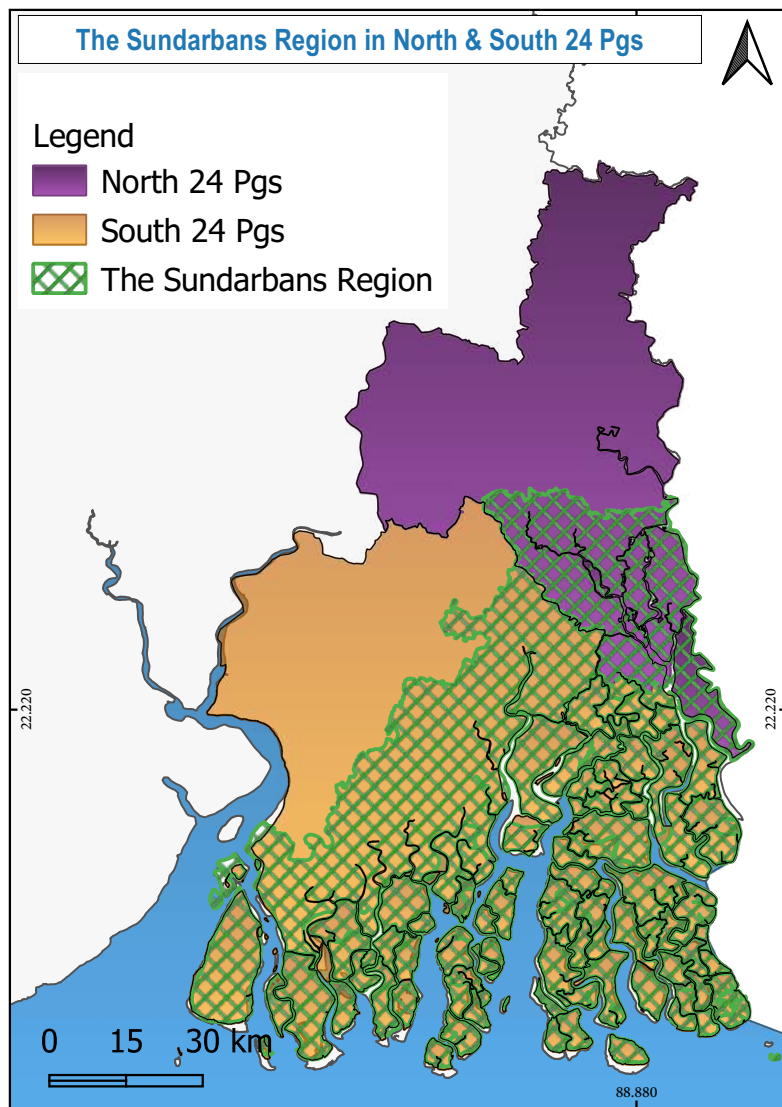 The Sundarbans Region in North & South 24 Pgs
Legend
North 24 Pgs
South 24 Pgs
The Sundarbans Region
22.220
22.220
0 15 30 km
88.880